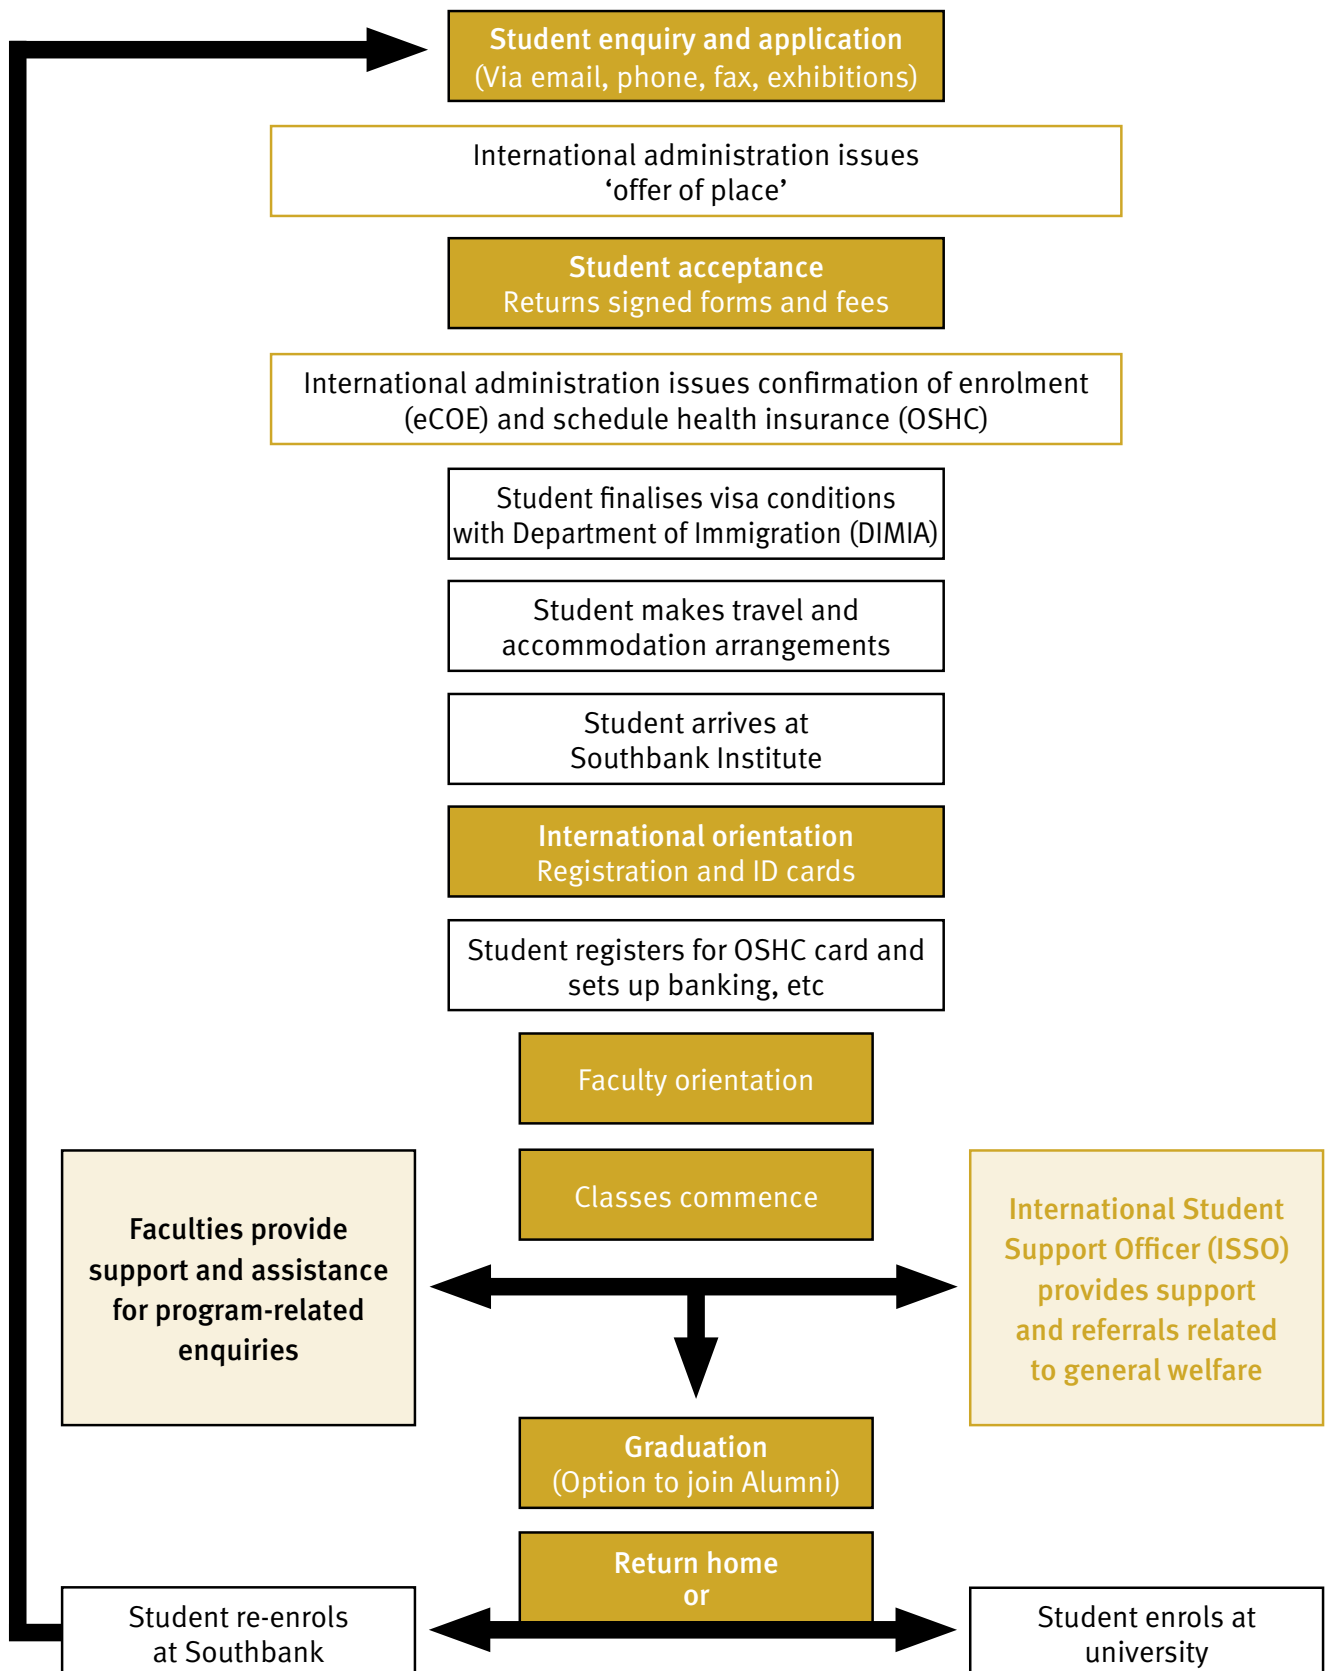 Student enquiry and application
(Via email, phone, fax, exhibitions)
International administration issues
‘offer of place’
Student acceptance
Returns signed forms and fees
International administration issues confirmation of enrolment
(eCOE) and schedule health insurance (OSHC)
Student finalises visa conditions
with Department of Immigration (DIMIA)
Student makes travel and
accommodation arrangements
Student arrives at
Southbank Institute
International orientation
Registration and ID cards
Student registers for OSHC card and
sets up banking, etc
Faculty orientation
Classes commence
Faculties provide
support and assistance
for program-related
enquiries
International Student
Support Officer (ISSO)
provides support
and referrals related
to general welfare
Graduation
(Option to join Alumni)
Return home
or
Student re-enrols
at Southbank
Student enrols at
university